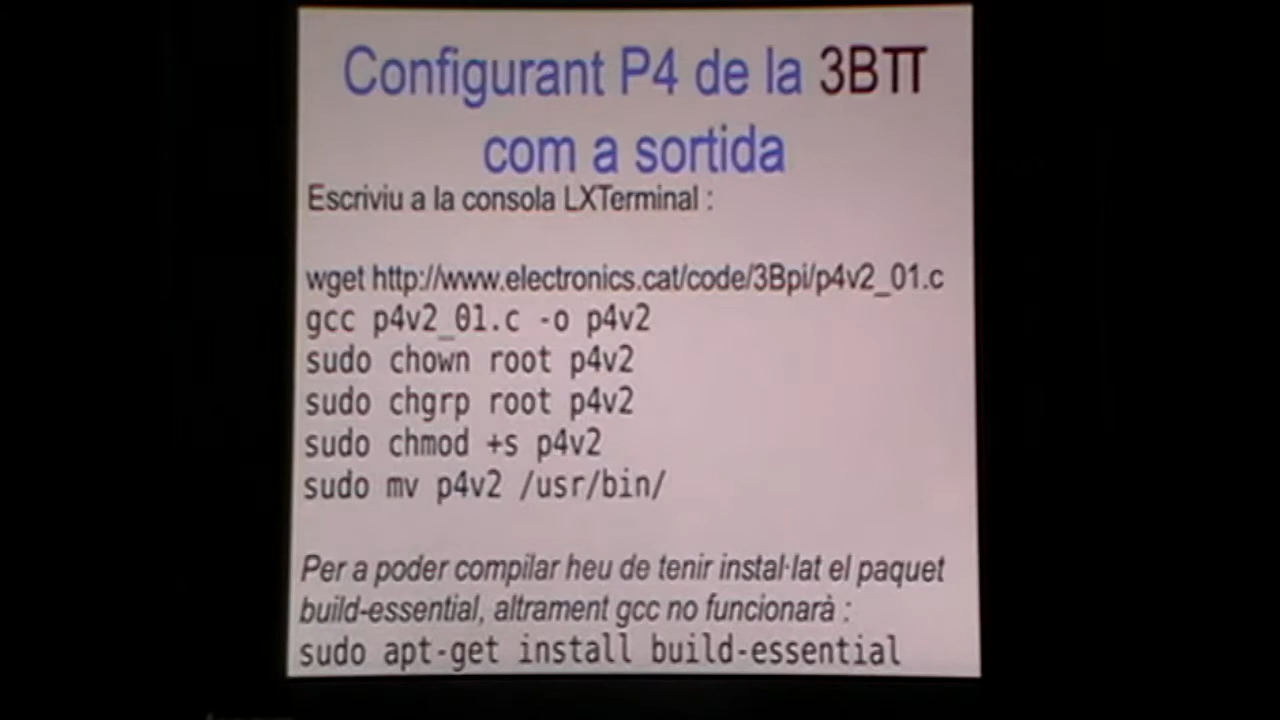 Configurant P4 de la 3Bπ
com a sortida
Escriviu a la consola LXTerminal :
wget http://www.electronics.cat/code/3Bpi/p4v2_01.c
gcc p4v2_01.c -o p4v2
sudo chown root p4v2
sudo chgrp root p4v2
sudo chmod +s p4v2
sudo mv p4v2 /usr/bin/
Per a poder compilar heu de tenir instal·lat el paquet
build-essential, altrament gcc no funcionarà :
sudo apt-get install build-essential